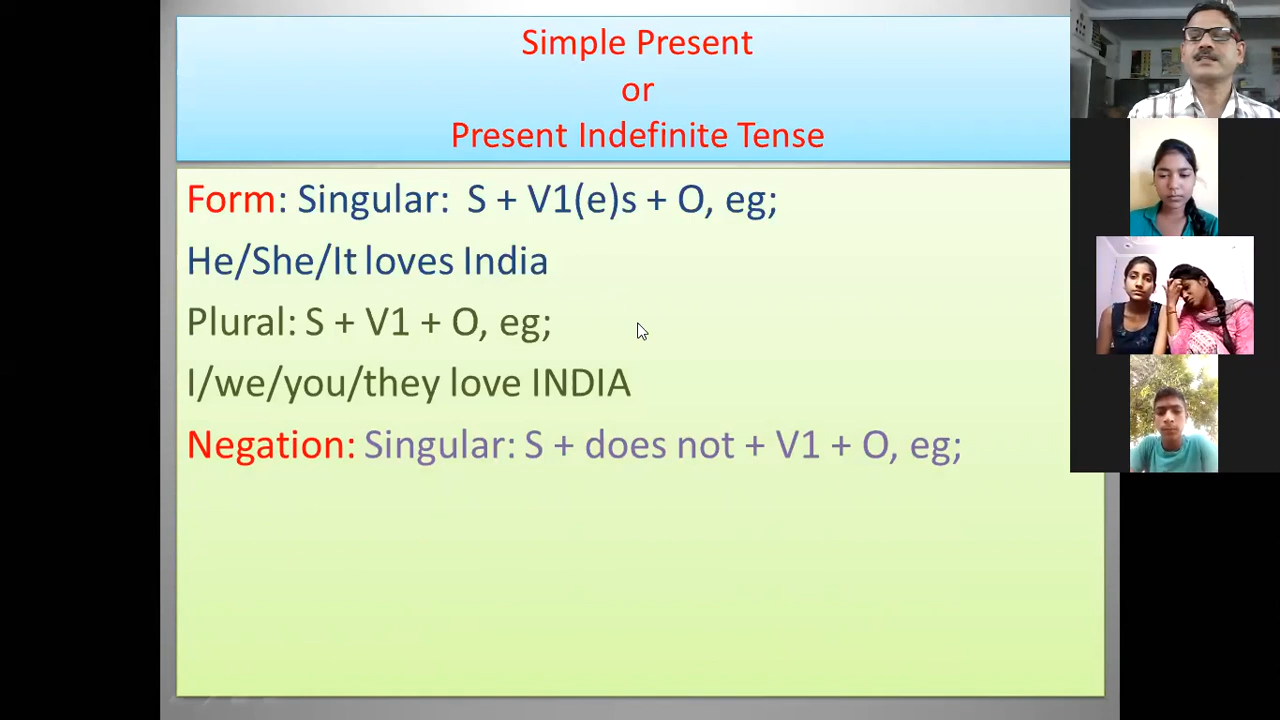 Simple Present
or
Present Indefinite Tense
Form: Singular: S + V1(e)s + O, eg;
He/She/It loves India
Plural: S + V1 + O, eg;
I/we/you/they love INDIA
Negation: Singular: S + does not + V1 + O, eg;